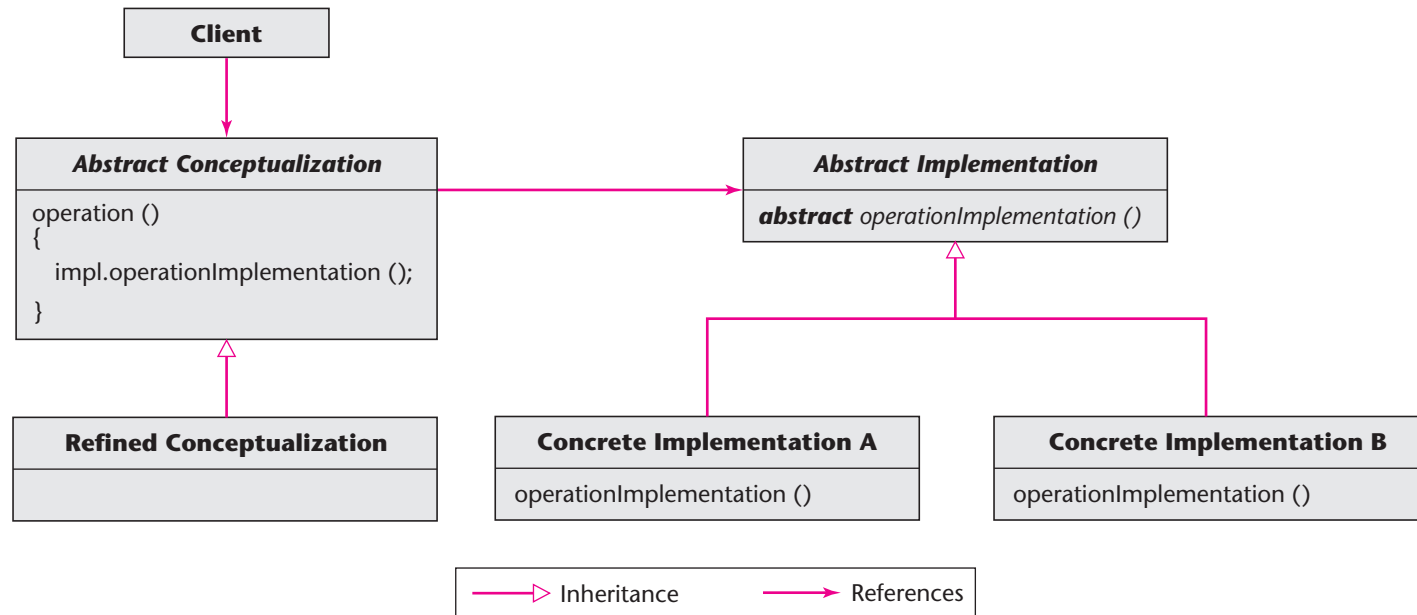 Client
Abstract Conceptualization
operation ()
{
impl.operationImplementation ();
}
Abstract Implementation
abstract operationImplementation ()
Refined Conceptualization
Concrete Implementation A
operationImplementation ()
Concrete Implementation B
operationImplementation ()
Inheritance
References